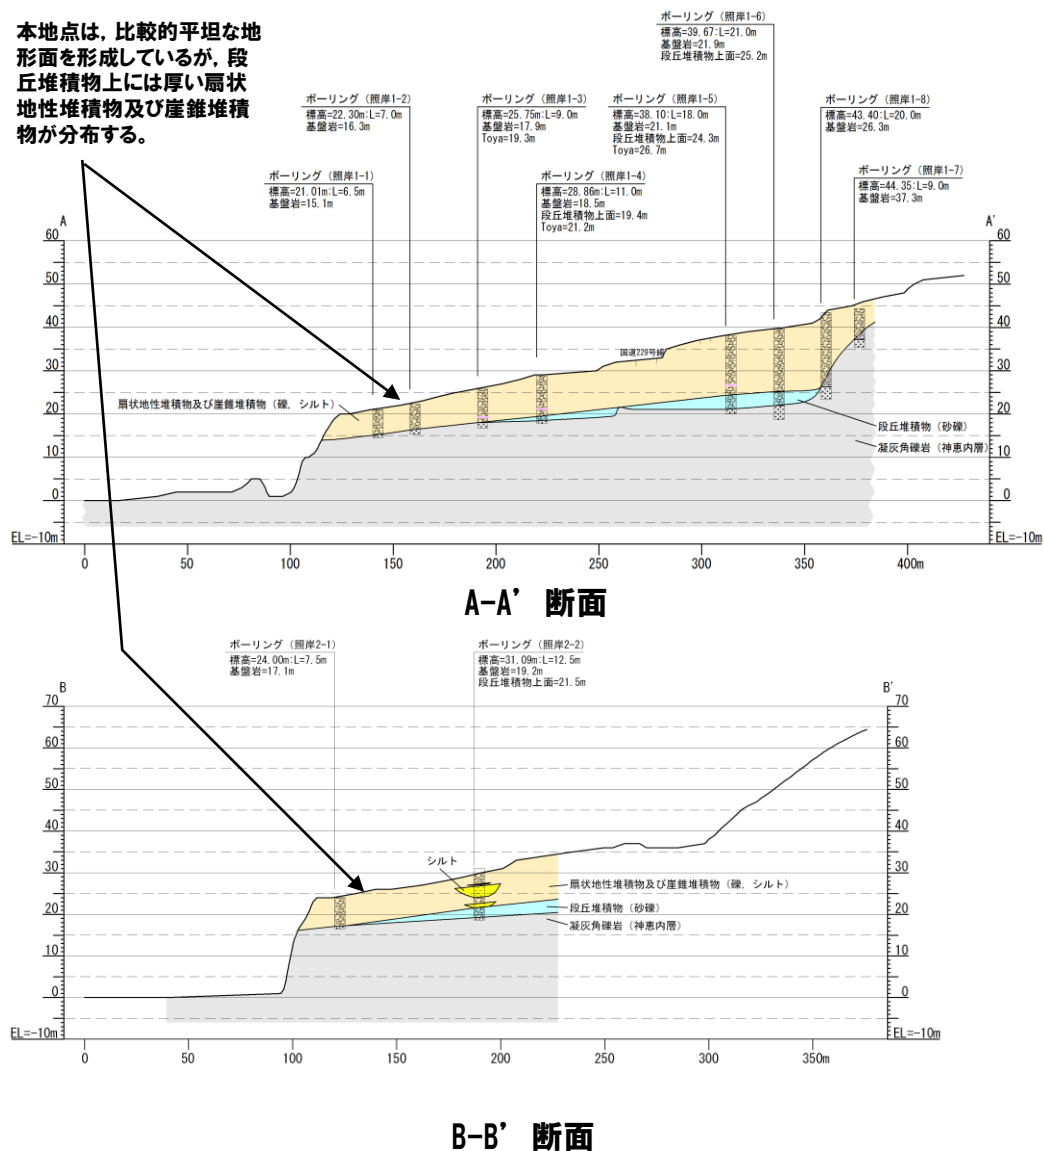 本地点は，比較的平坦な地
形面を形成しているが，段
丘堆積物上には厚い扇状
地性堆積物及び崖錐堆積
物が分布する。
ボーリング（照岸1-6）
標高=39.67:L=21.0m
基盤岩=21.9m
段丘堆積物上面=25.2m
ボーリング（照岸1-2）
標高=22.30m:L=7.0m
基盤岩=16.3m
ボーリング（照岸1-3）
標高=25.75m:L=9.0m
基盤岩=17.9m
Toya=19.3m
ボーリング（照岸1-5）
標高=38.10:L=18.0m
基盤岩=21.1m
段丘堆積物上面=24.3m
Toya=26.7m
ボーリング（照岸1-8）
標高=43.40:L=20.0m
基盤岩=26.3m
ボーリング（照岸1-1）
標高=21.01m:L=6.5m
基盤岩=15.1m
ボーリング（照岸1-4）
標高=28.86m:L=11.0m
基盤岩=18.5m
段丘堆積物上面=19.4m
Toya=21.2m
ボーリング（照岸1-7）
標高=44.35:L=9.0m
基盤岩=37.3m
A A'
60 60
50 50
40 40
国道229号線
30 30
扇状地性堆積物及び崖錐堆積物（礫，シルト）
20 20
段丘堆積物（砂礫）
凝灰角礫岩（神恵内層）
10 10
0 0
EL=-10m EL=-10m
0 50 100 150 200 250 300 350 400m
A-A’ 断面
ボーリング（照岸2-1）
標高=24.00m:L=7.5m
基盤岩=17.1m
ボーリング（照岸2-2）
標高=31.09m:L=12.5m
基盤岩=19.2m
段丘堆積物上面=21.5m
B B'
70 70
60 60
50 50
40 40
シルト
30 30
扇状地性堆積物及び崖錐堆積物（礫，シルト）
段丘堆積物（砂礫）
20 20
凝灰角礫岩（神恵内層）
10 10
0 0
EL=-10m EL=-10m
0 50 100 150 200 250 300 350m
B-B’ 断面